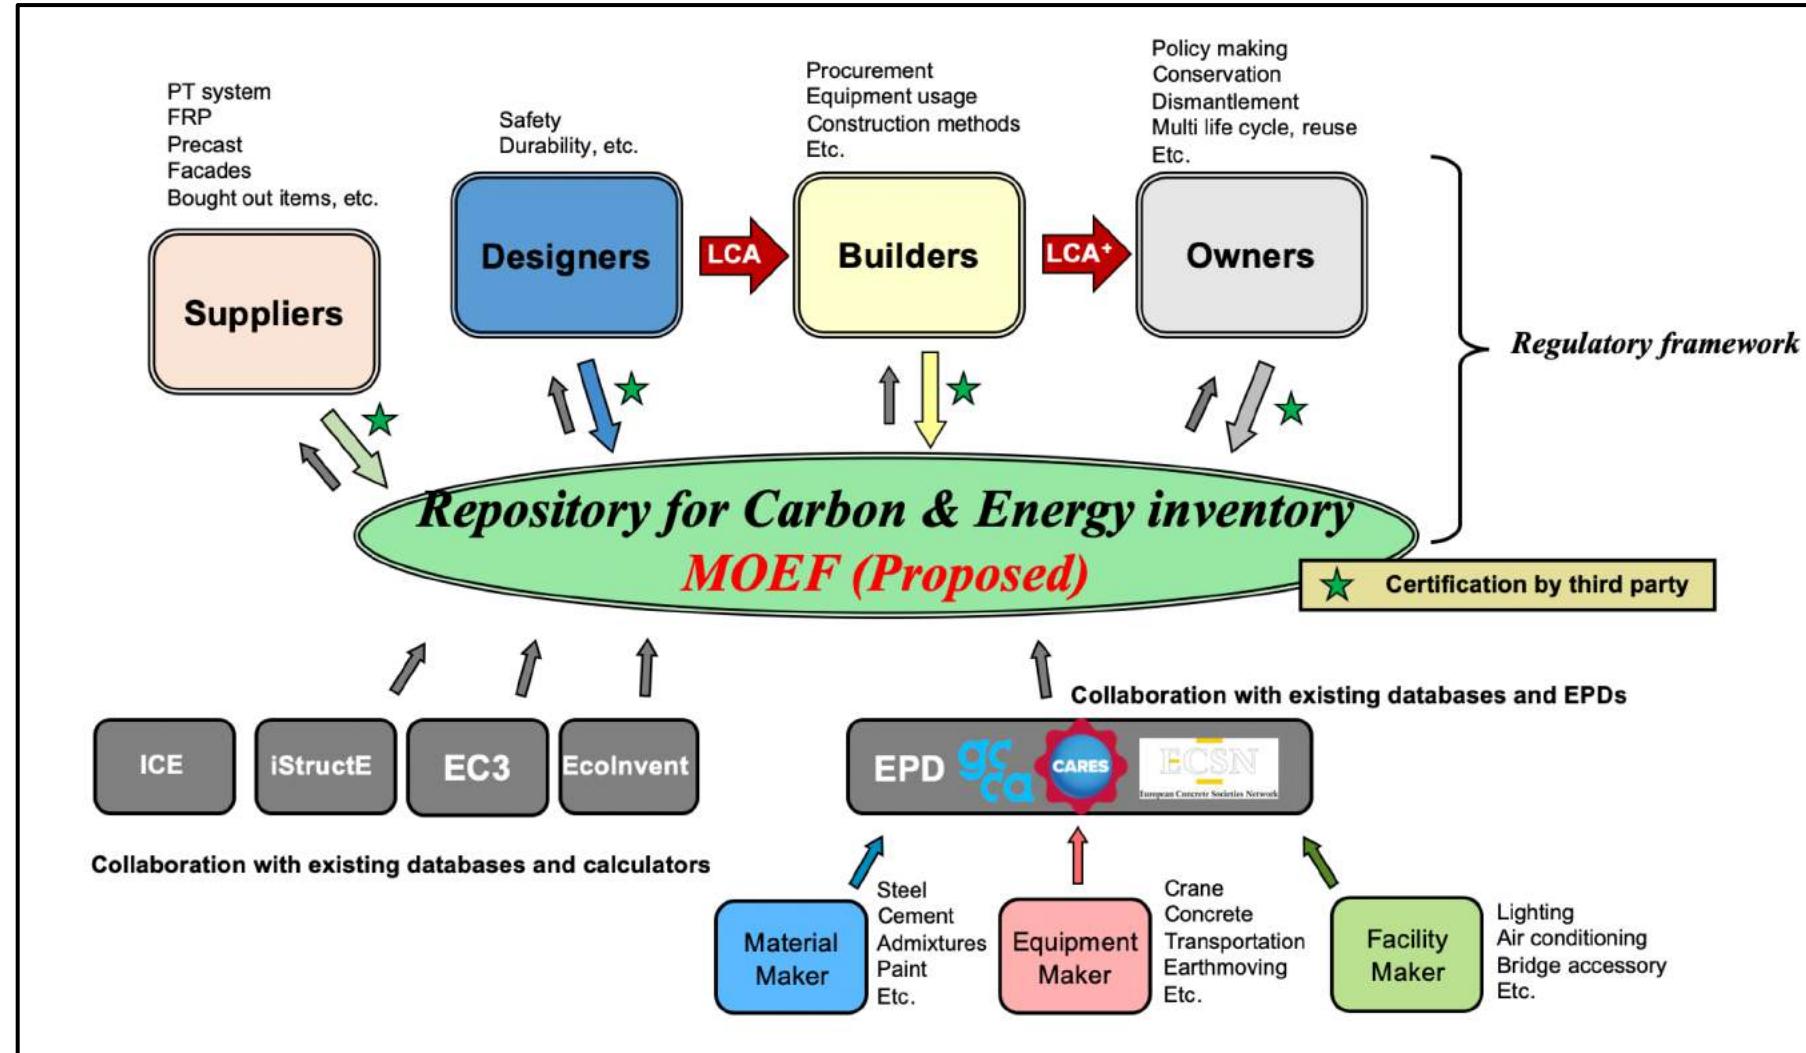 PT system
FRP
Precast
Facades
Bought out items, etc.
Suppliers
Safety
Durability, etc.
Designers
LCA
Procurement
Equipment usage
Construction methods
Etc.
Builders
LCA+
Policy making
Conservation
Dismantlement
Multi life cycle, reuse
Etc.
Owners
Regulatory framework
Repository for Carbon & Energy inventory
MOEF (Proposed)
Certification by third party
Collaboration with existing databases and EPDs
ICE
iStructE
EC3
EcoInvent
Collaboration with existing databases and calculators
EPD
gcca
CARES
ECSN
European Concrete Societies Network
Material
Maker
Steel
Cement
Admixtures
Paint
Etc.
Equipment
Maker
Crane
Concrete
Transportation
Earthmoving
Etc.
Facility
Maker
Lighting
Air conditioning
Bridge accessory
Etc.